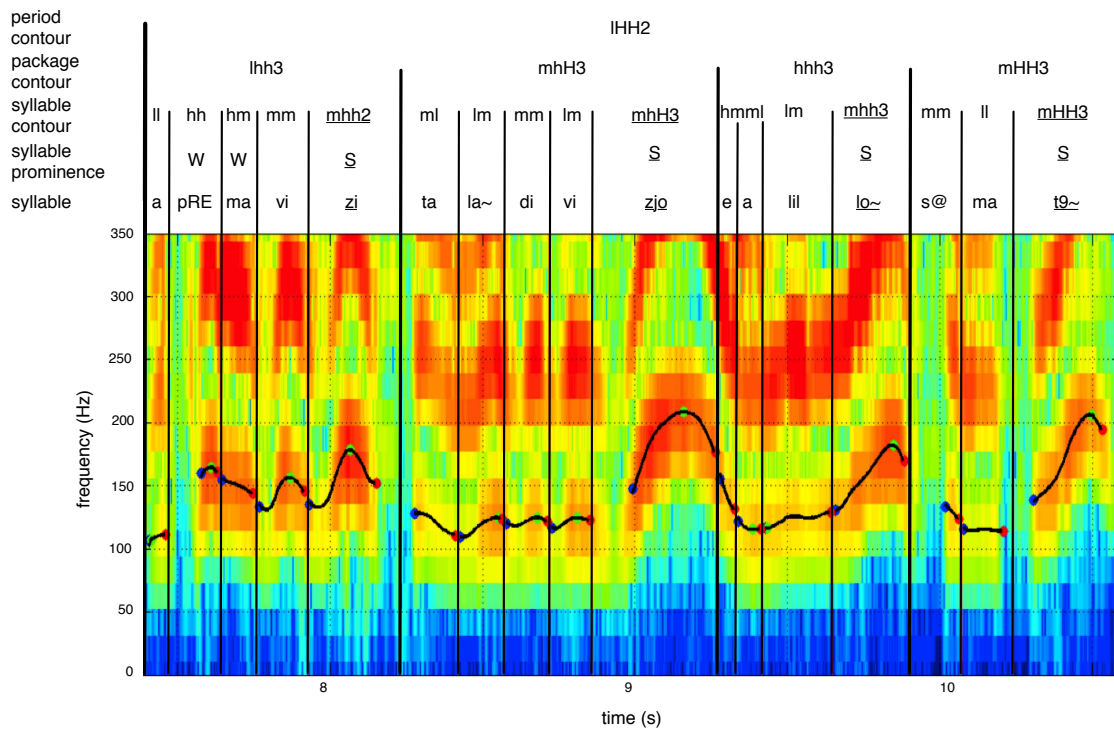 period
contour
lHH2
package
contour
lhh3 mhH3 hhh3 mHH3
syllable
contour
ll hh hm mm mhh2 ml lm mm lm mhH3 hm ml lm mhh3 mm ll mHH3
syllable
prominence
W W S S S S
syllable
a pRE ma vi zi ta la~ di vi zjo e a lil lo~ s@ ma t9~
350
300
250
200
150
100
50
0
frequency (Hz)
8 9 10
time (s)